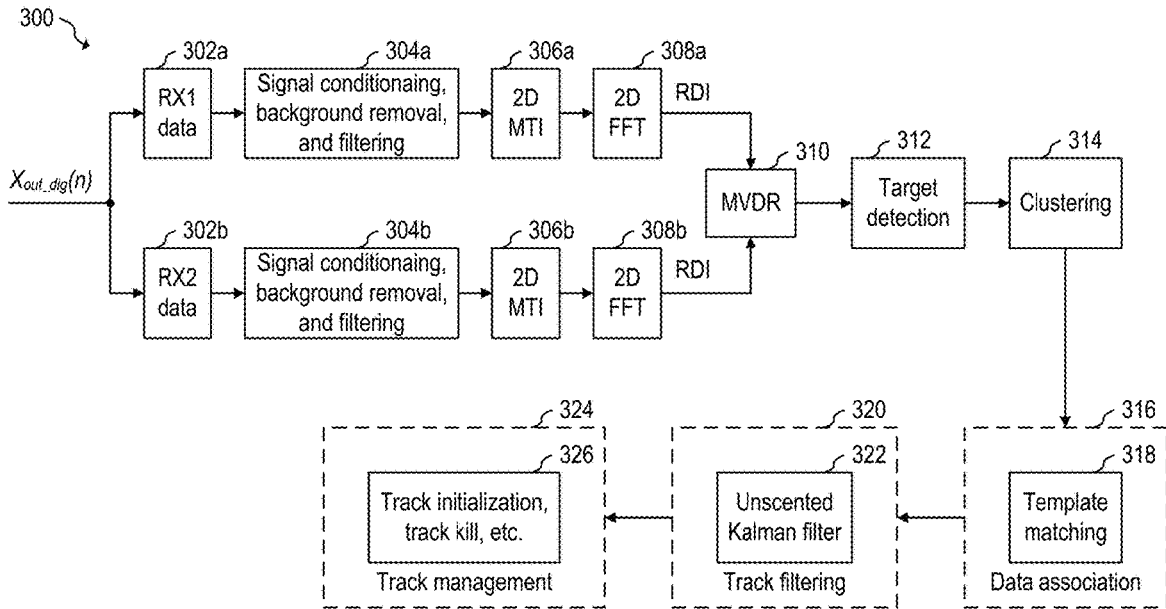 300
302a
304a
306a
308a
RX1
data
Signal conditionaing,
background removal,
and filtering
2D
MTI
2D
FFT
RDI
310
312
314
X_out_dig(n)
MVDR
Target
detection
Clustering
302b
304b
306b
308b
RX2
data
Signal conditionaing,
background removal,
and filtering
2D
MTI
2D
FFT
RDI
324
320
316
326
322
318
Track initialization,
track kill, etc.
Unscented
Kalman filter
Template
matching
Track management
Track filtering
Data association